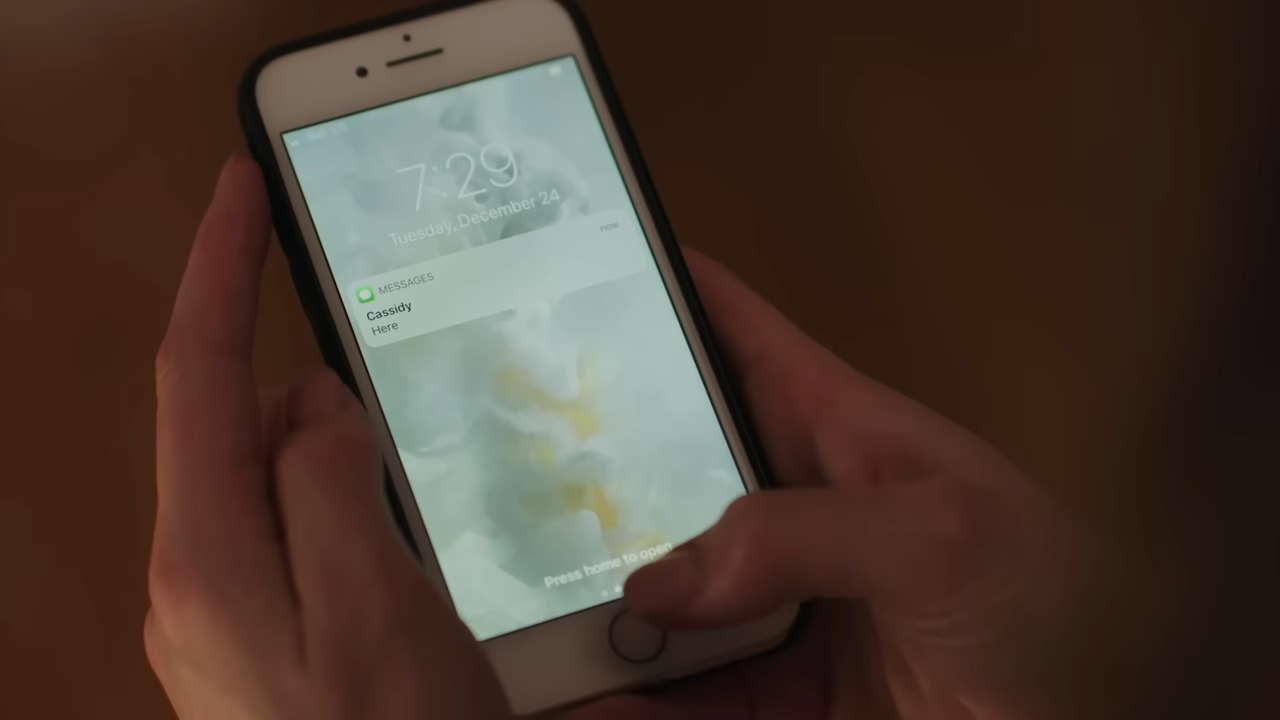 7:29
Tuesday, December 24
MESSAGES
now
Cassidy
Here
Press home to open